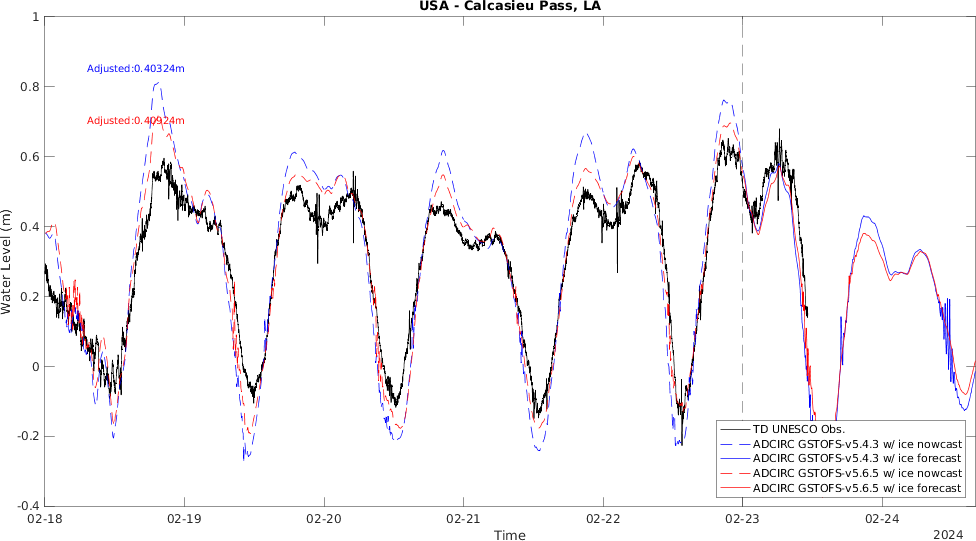 USA - Calcasieu Pass, LA
Adjusted:0.40324m
Adjusted:0.40924m
Water Level (m)
1
0.8
0.6
0.4
0.2
0
-0.2
-0.4
02-18
02-19
02-20
02-21
02-22
02-23
02-24
Time
2024
TD UNESCO Obs.
ADCIRC GSTOFS-v5.4.3 w/ ice nowcast
ADCIRC GSTOFS-v5.4.3 w/ ice forecast
ADCIRC GSTOFS-v5.6.5 w/ ice nowcast
ADCIRC GSTOFS-v5.6.5 w/ ice forecast